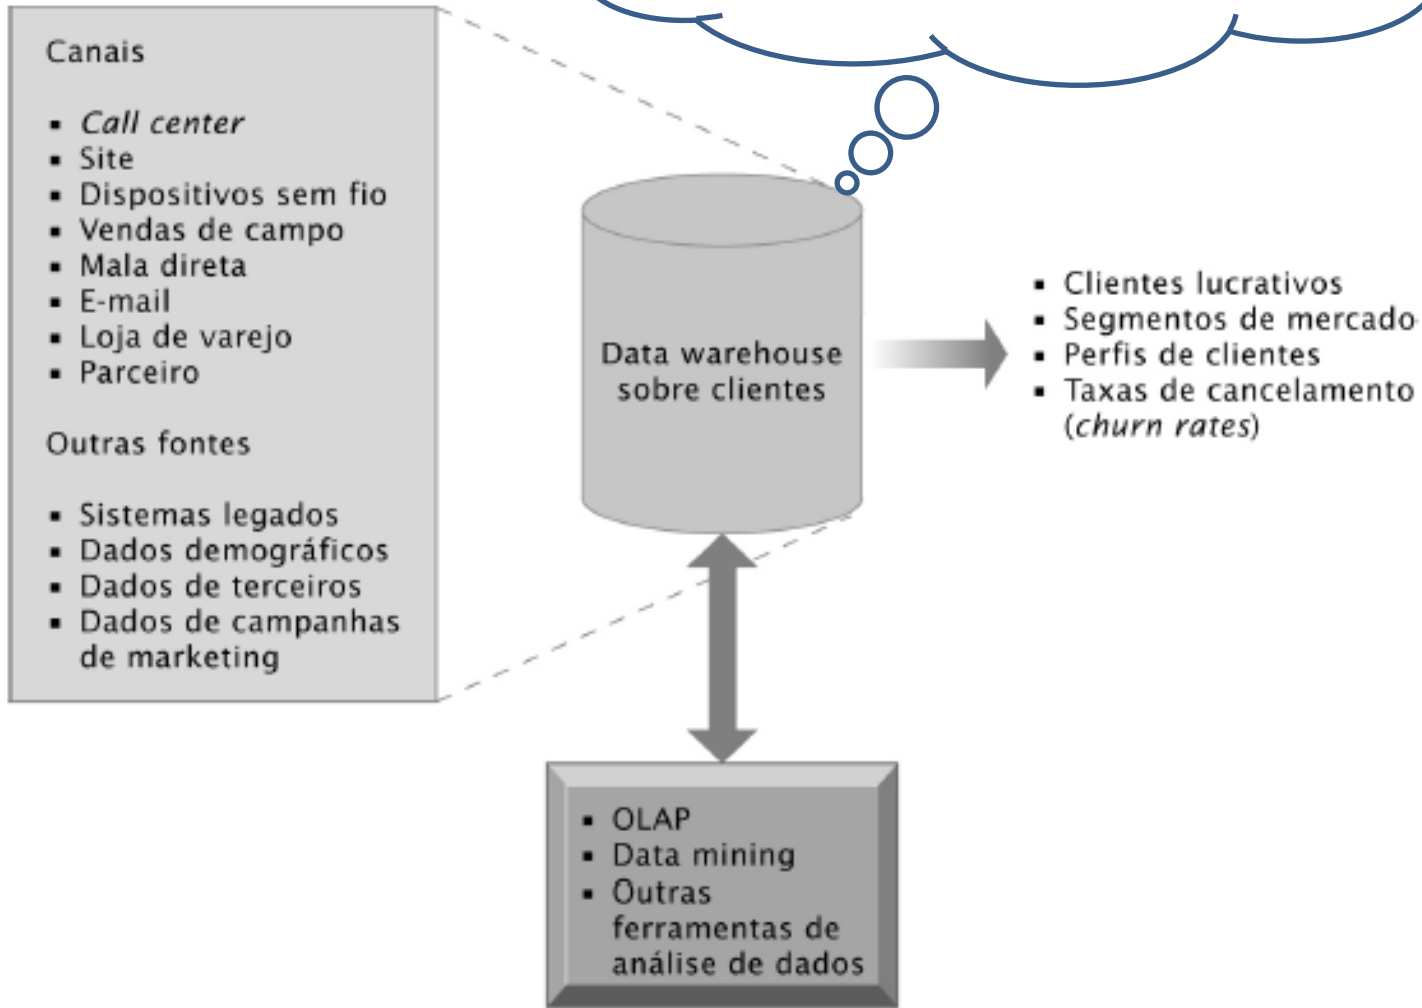 Canais
▪ Call center
▪ Site
▪ Dispositivos sem fio
▪ Vendas de campo
▪ Mala direta
▪ E-mail
▪ Loja de varejo
▪ Parceiro
Outras fontes
▪ Sistemas legados
▪ Dados demográficos
▪ Dados de terceiros
▪ Dados de campanhas
de marketing
Data warehouse
sobre clientes
▪ Clientes lucrativos
▪ Segmentos de mercado
▪ Perfis de clientes
▪ Taxas de cancelamento
(churn rates)
▪ OLAP
▪ Data mining
▪ Outras
ferramentas de
análise de dados